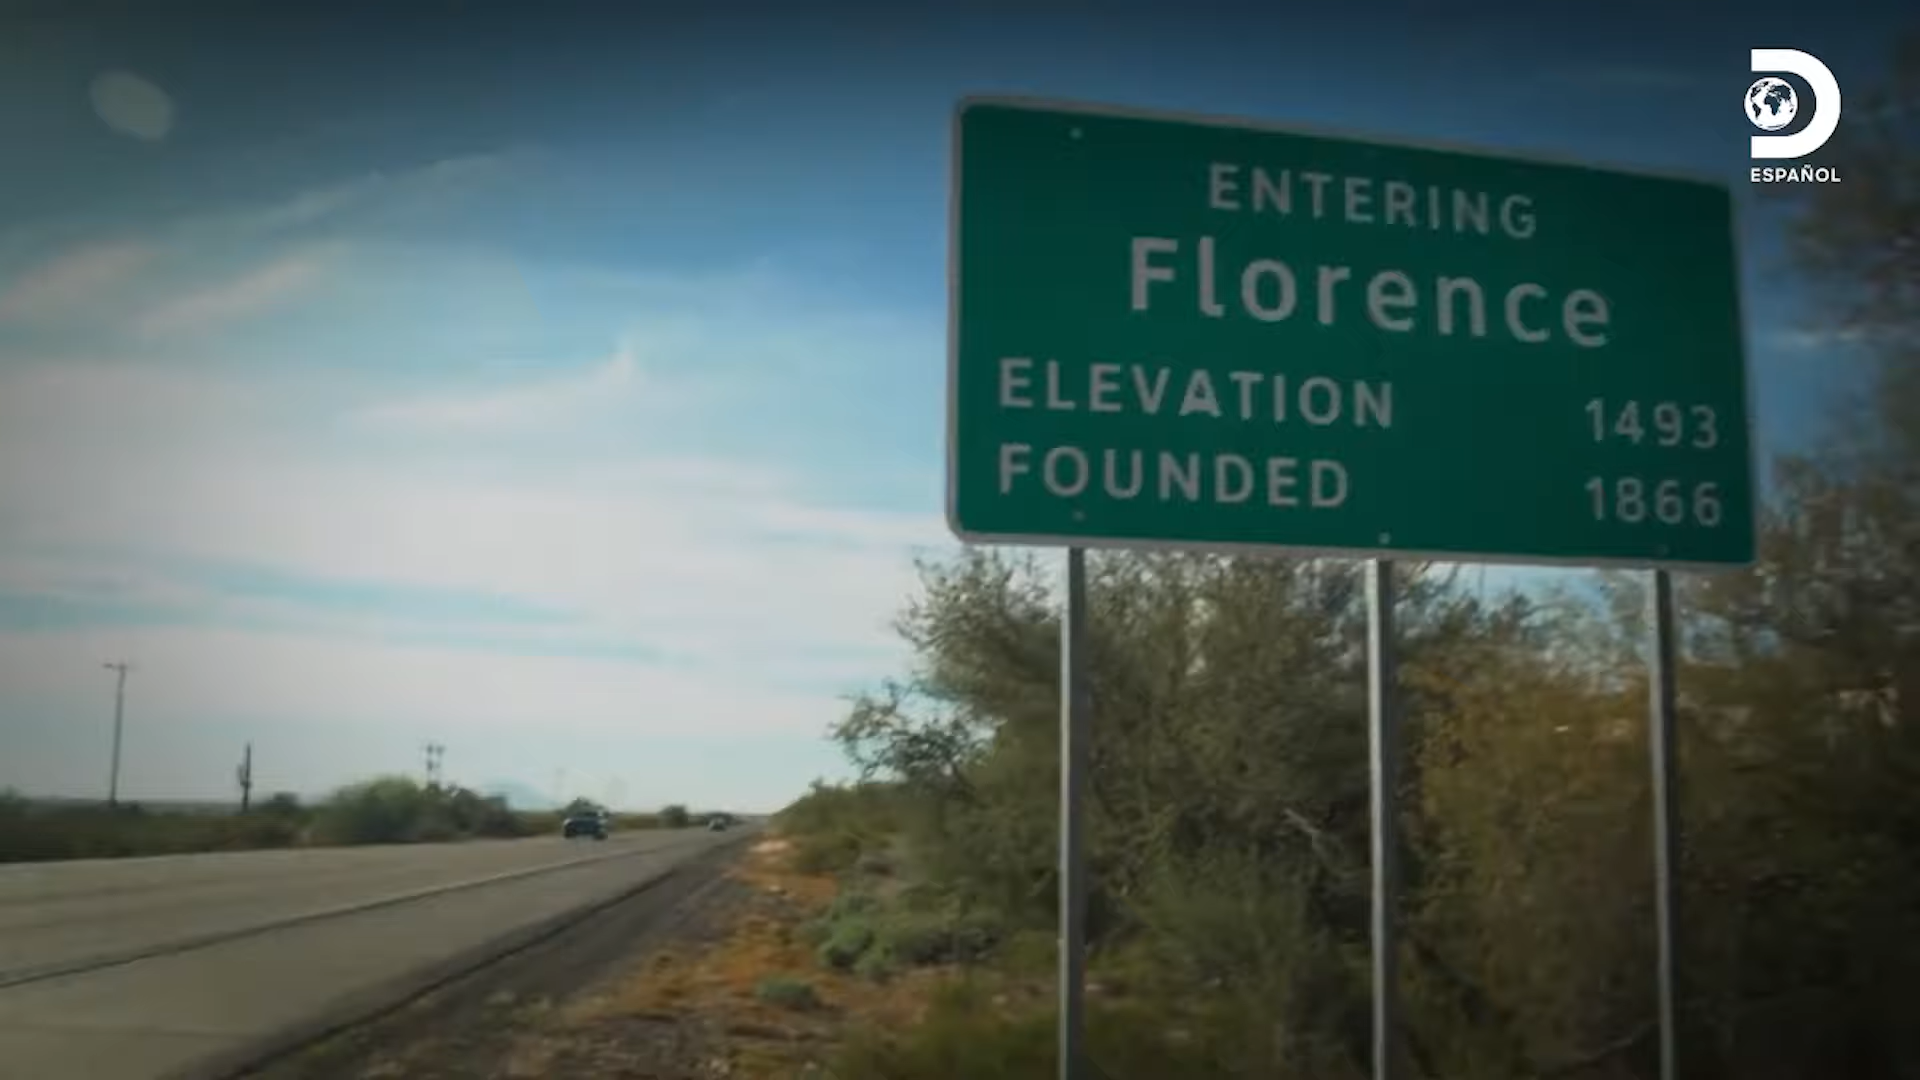 ENTERING
Florence
ELEVATION 1493
FOUNDED 1866
ESPAÑOL